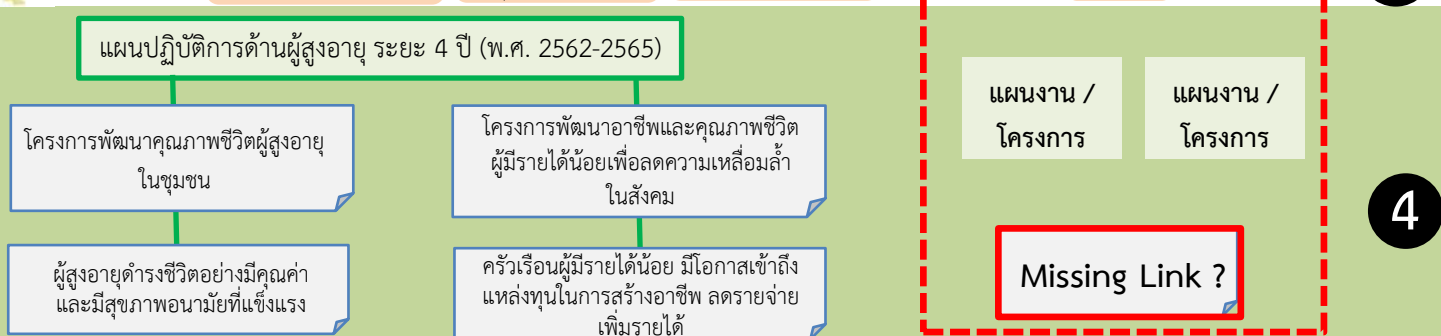 แผนปฏิบัติการด้านผู้สูงอายุ ระยะ 4 ปี (พ.ศ. 2562-2565)
โครงการพัฒนาคุณภาพชีวิตผู้สูงอายุ
ในชุมชน
โครงการพัฒนาอาชีพและคุณภาพชีวิต
ผู้มีรายได้น้อยเพื่อลดความเหลื่อมล้ำ
ในสังคม
ผู้สูงอายุดำรงชีวิตอย่างมีคุณค่า
และมีสุขภาพอนามัยที่แข็งแรง
ครัวเรือนผู้มีรายได้น้อย มีโอกาสเข้าถึง
แหล่งทุนในการสร้างอาชีพ ลดรายจ่าย
เพิ่มรายได้
แผนงาน /
โครงการ
แผนงาน /
โครงการ
Missing Link ?
4